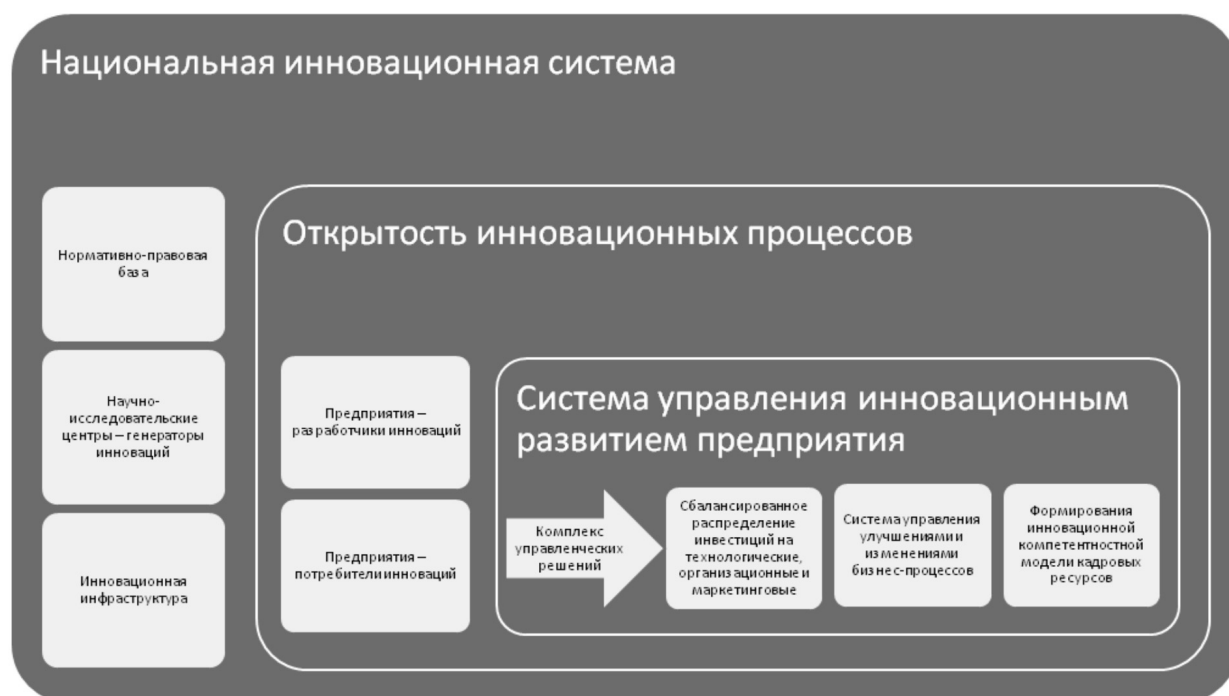 Национальная инновационная система
Нормативно-правовая
база
Научно-
исследовательские
центры – генераторы
инноваций
Инновационная
инфраструктура
Открытость инновационных процессов
Предприятия –
разработчики инноваций
Предприятия –
потребители инноваций
Система управления инновационным
развитием предприятия
Комплекс
управленческих
решений
Сбалансированное
распределение
инвестиций на
технологические,
организационные и
маркетинговые
Система управления
улучшениями и
изменениями
бизнес-процессов
Формирования
инновационной
компетентностной
модели кадровых
ресурсов